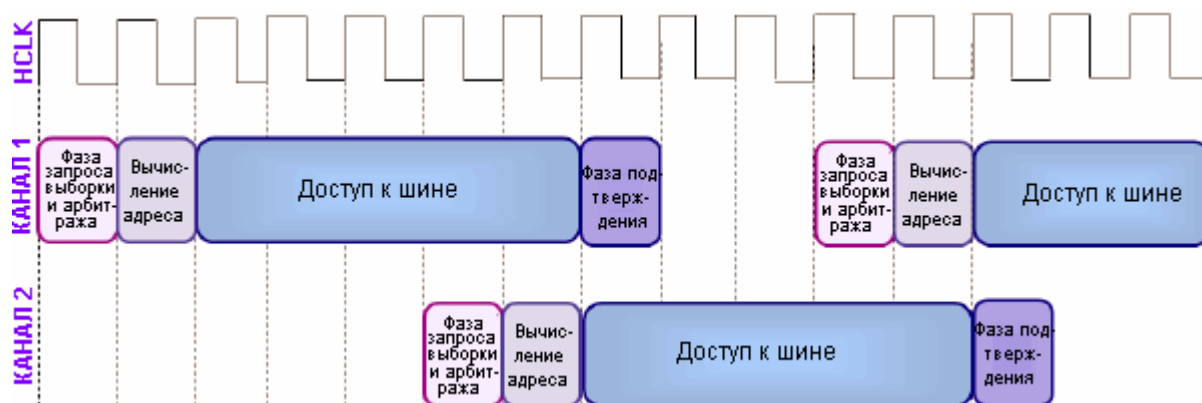 HCLK
КАНАЛ 1
Фаза
запроса
выборки
и арбит-
ража
Вычис-
ление
адреса
Доступ к шине
Фаза под-
тверж-
дения
Фаза
запроса
выборки
и арбит-
ража
Вычис-
ление
адреса
Доступ к шине
КАНАЛ 2
Фаза
запроса
выборки
и арбит-
ража
Вычис-
ление
адреса
Доступ к шине
Фаза под-
тверж-
дения